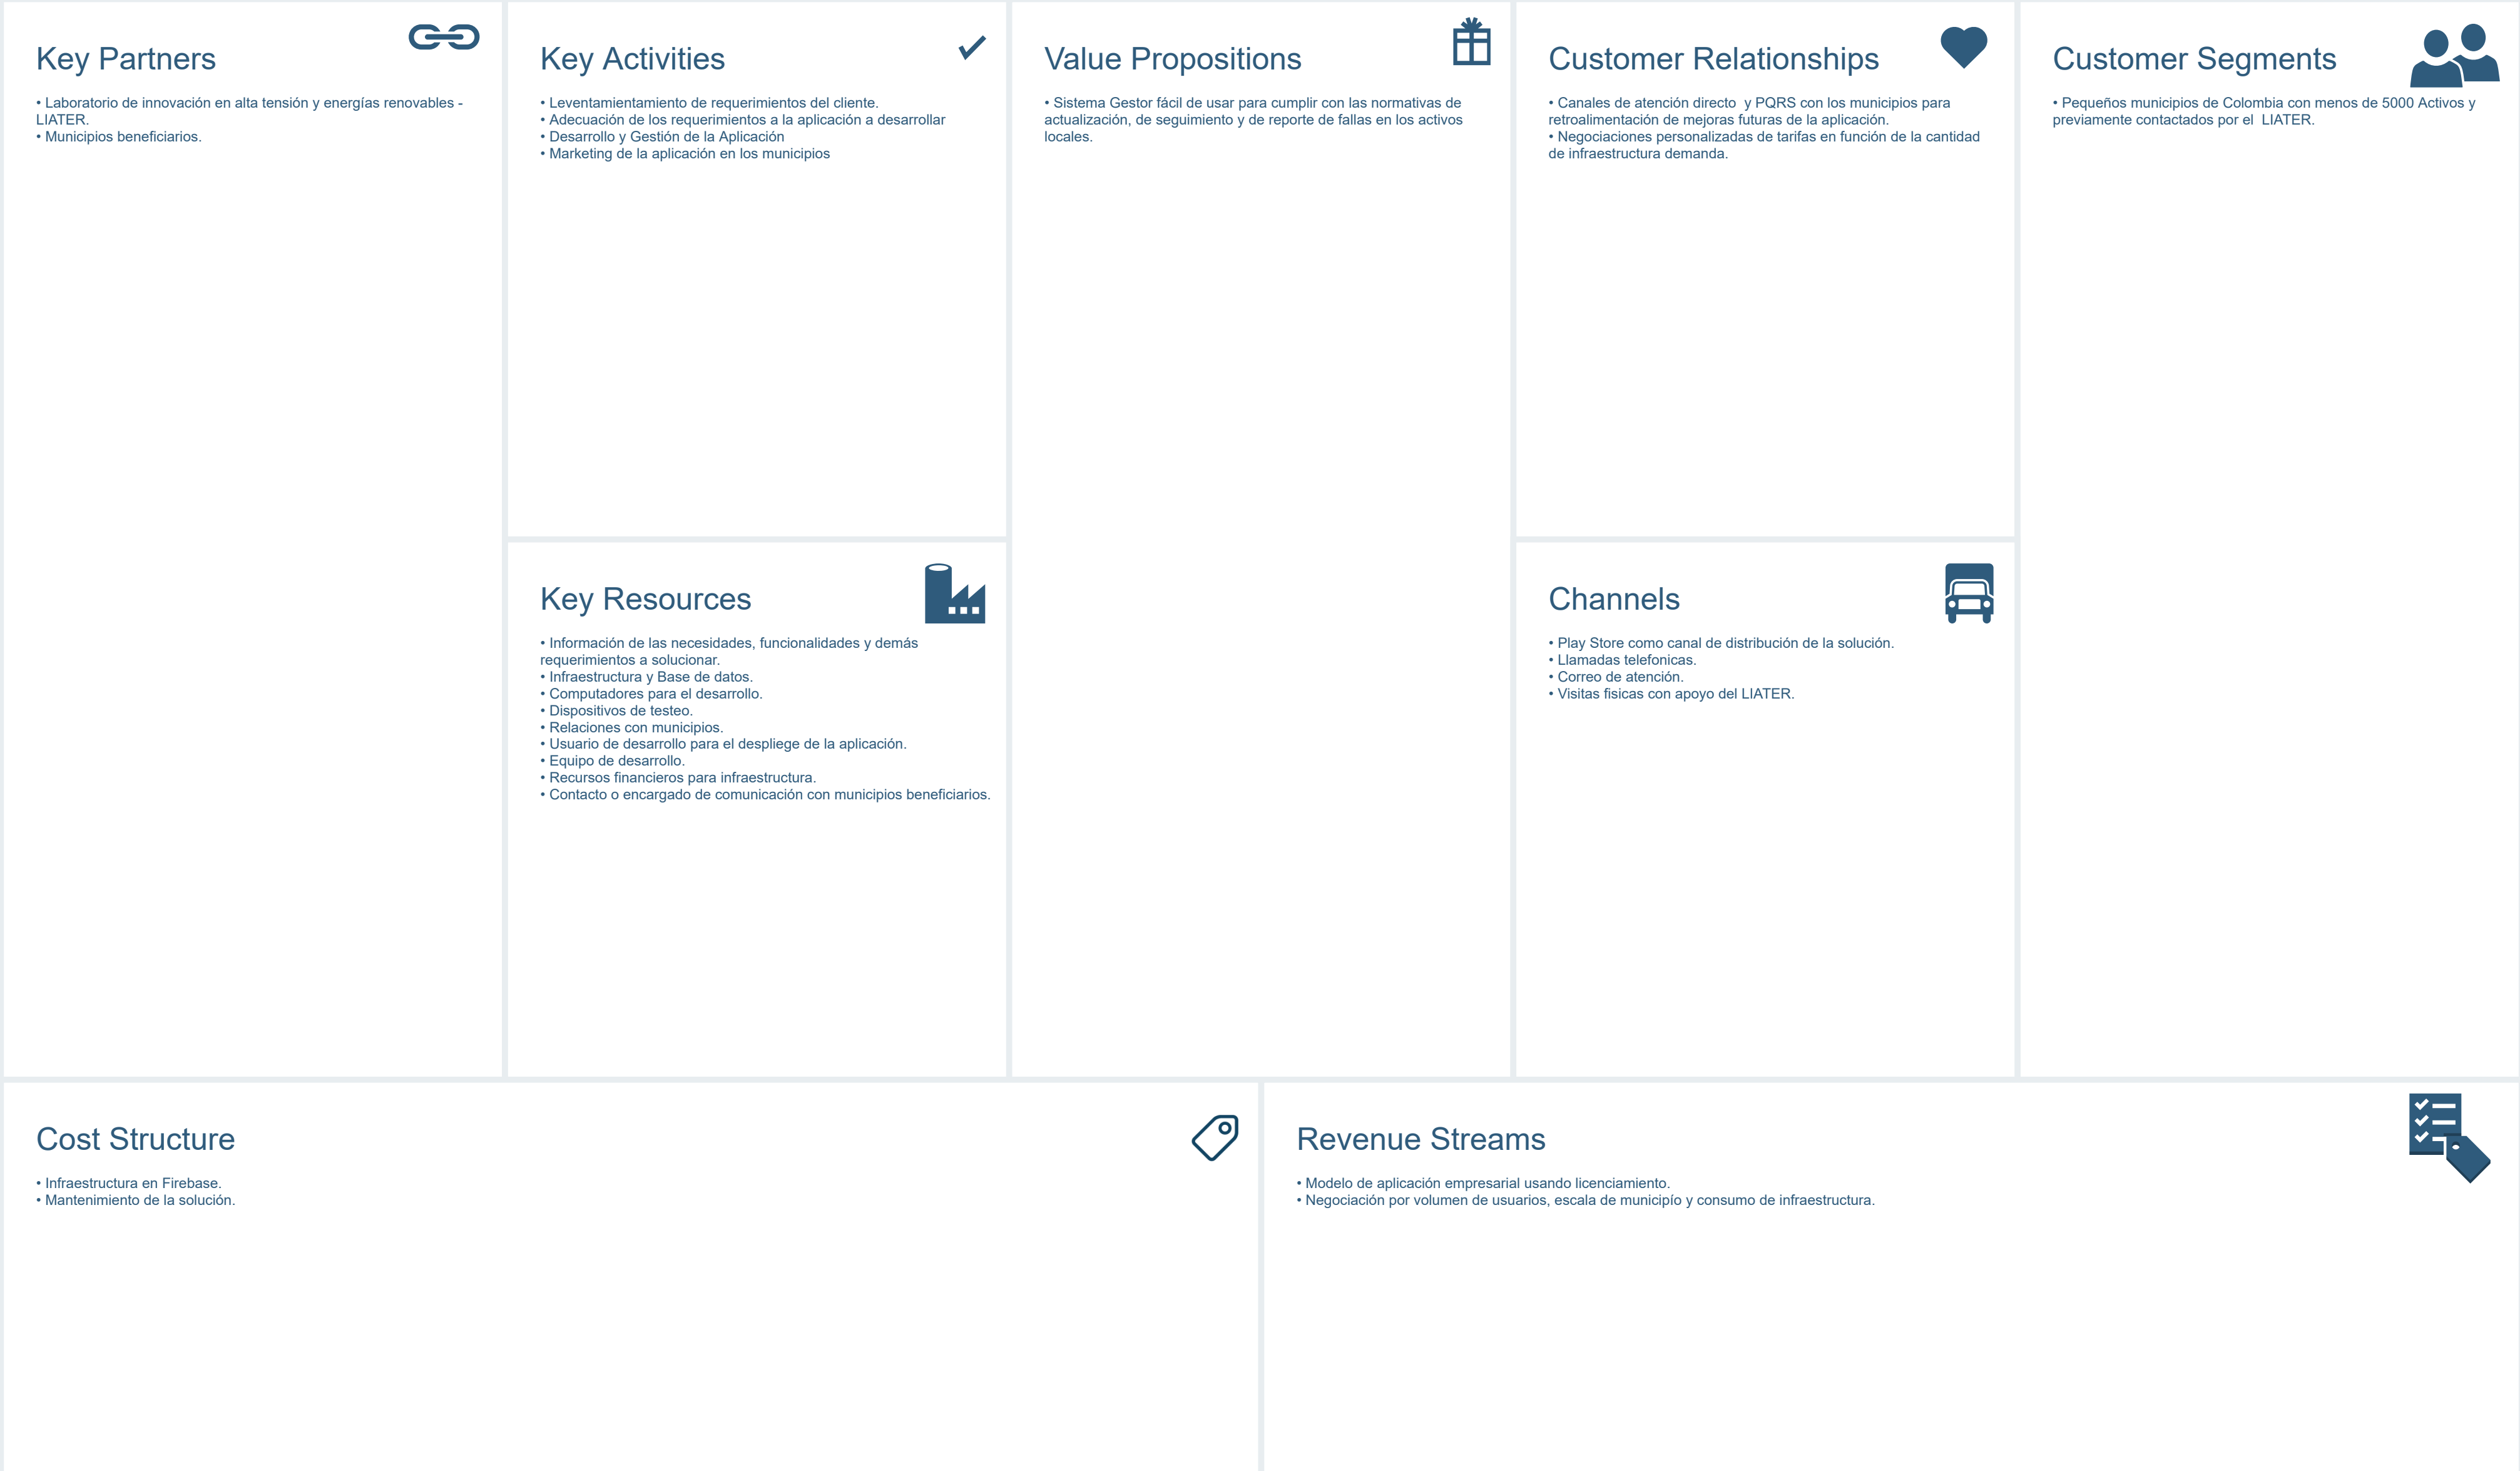 Key Partners
• Laboratorio de innovación en alta tensión y energías renovables -
LIATER.
• Municipios beneficiarios.
Key Activities
• Leventamientamiento de requerimientos del cliente.
• Adecuación de los requerimientos a la aplicación a desarrollar
• Desarrollo y Gestión de la Aplicación
• Marketing de la aplicación en los municipios
Key Resources
• Información de las necesidades, funcionalidades y demás
requerimientos a solucionar.
• Infraestructura y Base de datos.
• Computadores para el desarrollo.
• Dispositivos de testeo.
• Relaciones con municipios.
• Usuario de desarrollo para el despliege de la aplicación.
• Equipo de desarrollo.
• Recursos financieros para infraestructura.
• Contacto o encargado de comunicación con municipios beneficiarios.
Value Propositions
• Sistema Gestor fácil de usar para cumplir con las normativas de
actualización, de seguimiento y de reporte de fallas en los activos
locales.
Customer Relationships
• Canales de atención directo  y PQRS con los municipios para
retroalimentación de mejoras futuras de la aplicación.
• Negociaciones personalizadas de tarifas en función de la cantidad
de infraestructura demanda.
Channels
• Play Store como canal de distribución de la solución.
• Llamadas telefonicas.
• Correo de atención.
• Visitas fisicas con apoyo del LIATER.
Customer Segments
• Pequeños municipios de Colombia con menos de 5000 Activos y
previamente contactados por el  LIATER.
Cost Structure
• Infraestructura en Firebase.
• Mantenimiento de la solución.
Revenue Streams
• Modelo de aplicación empresarial usando licenciamiento.
• Negociación por volumen de usuarios, escala de municipío y consumo de infraestructura.